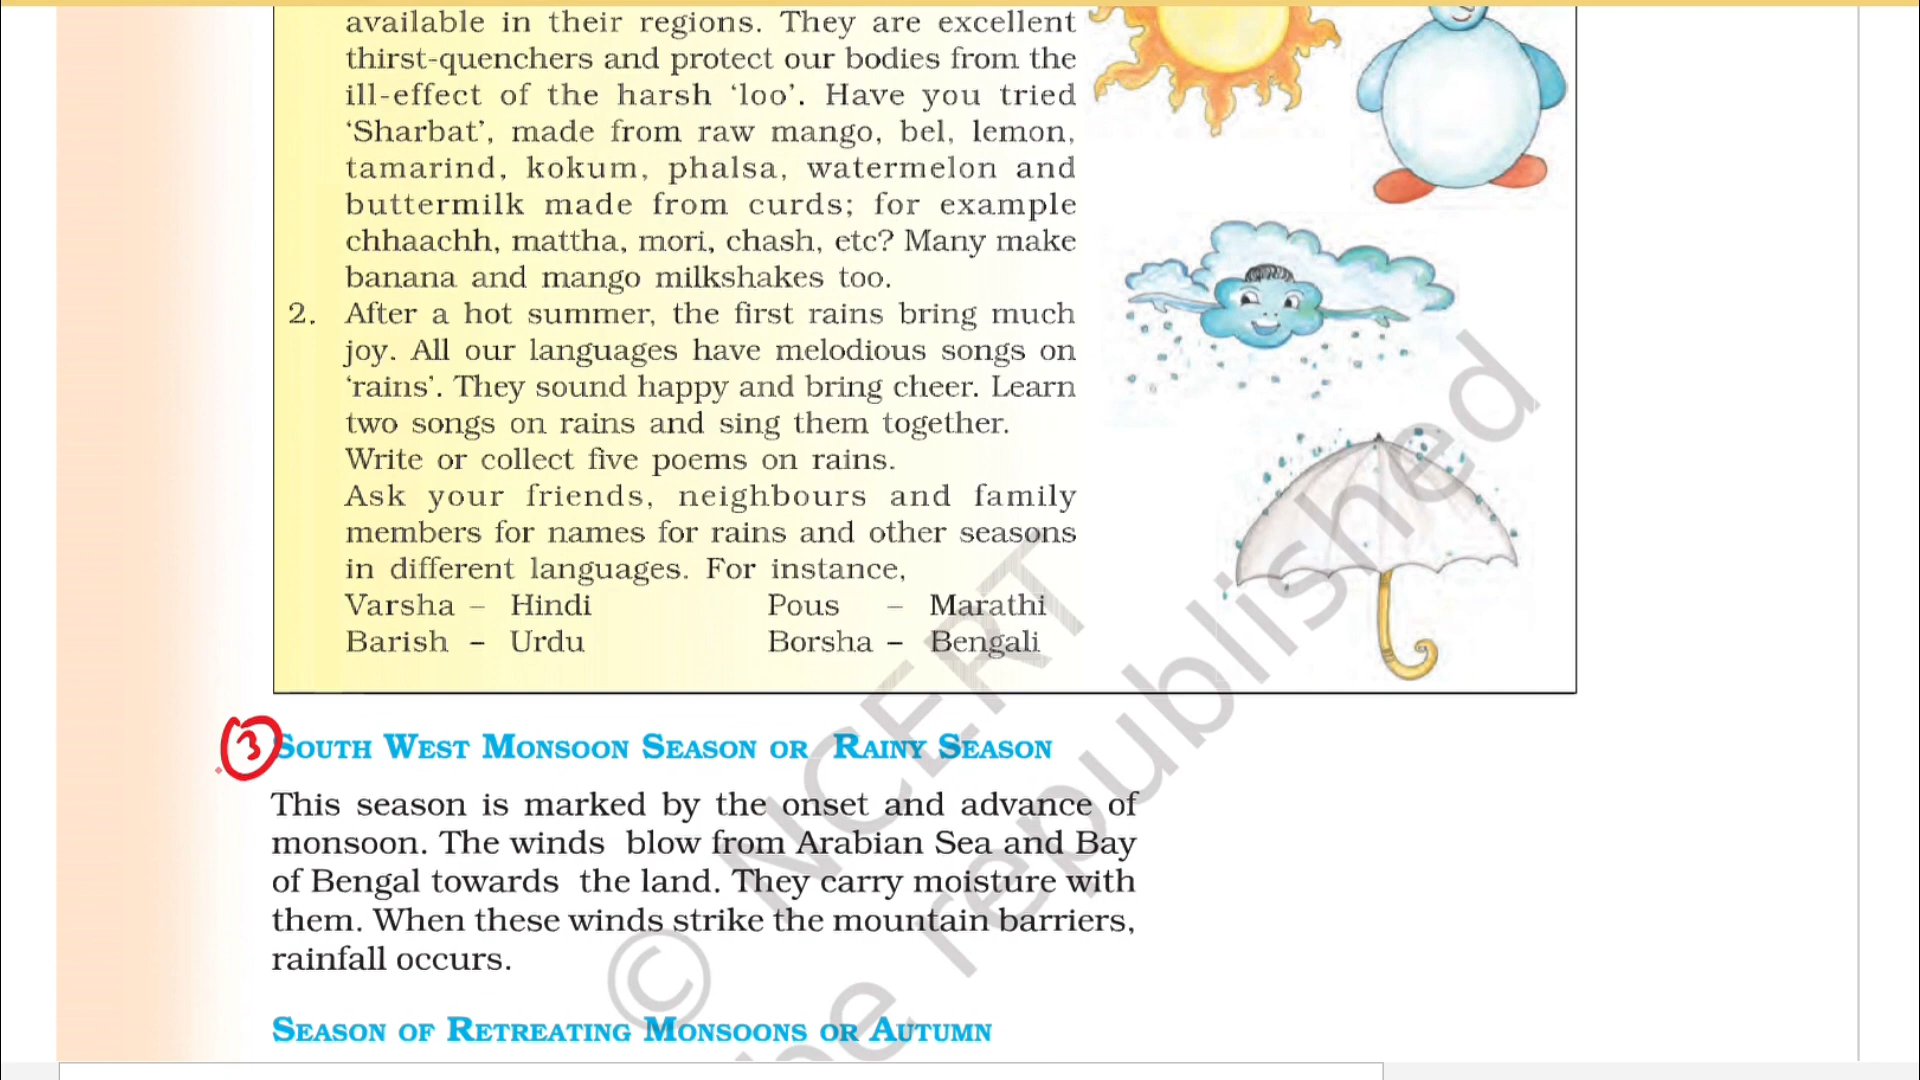 available in their regions. They are excellent
thirst-quenchers and protect our bodies from the
ill-effect of the harsh ‘loo’. Have you tried
‘Sharbat’, made from raw mango, bel, lemon,
tamarind, kokum, phalsa, watermelon and
buttermilk made from curds; for example
chhaachh, mattha, mori, chash, etc? Many make
banana and mango milkshakes too.
2. After a hot summer, the first rains bring much
joy. All our languages have melodious songs on
‘rains’. They sound happy and bring cheer. Learn
two songs on rains and sing them together.
Write or collect five poems on rains.
Ask your friends, neighbours and family
members for names for rains and other seasons
in different languages. For instance,
Varsha – Hindi Pous – Marathi
Barish – Urdu Borsha – Bengali
3 South West Monsoon Season or Rainy Season
This season is marked by the onset and advance of
monsoon. The winds blow from Arabian Sea and Bay
of Bengal towards the land. They carry moisture with
them. When these winds strike the mountain barriers,
rainfall occurs.
Season of Retreating Monsoons or Autumn
© NCERT
be republished